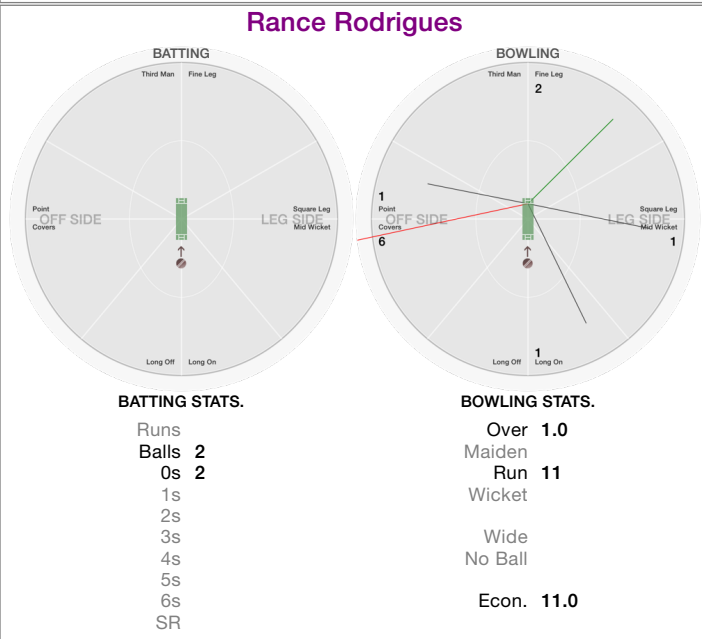 Rance Rodrigues
BATTING
Third Man Fine Leg
Point
OFF SIDE
Covers
Square Leg
LEG SIDE
Mid Wicket
Long Off Long On
BOWLING
Third Man Fine Leg
2
1
Point
OFF SIDE
Covers
6
Square Leg
LEG SIDE
Mid Wicket
1
1
Long Off Long On
BATTING STATS.
Runs
Balls 2
0s 2
1s
2s
3s
4s
5s
6s
SR
BOWLING STATS.
Over 1.0
Maiden
Run 11
Wicket
Wide
No Ball
Econ. 11.0